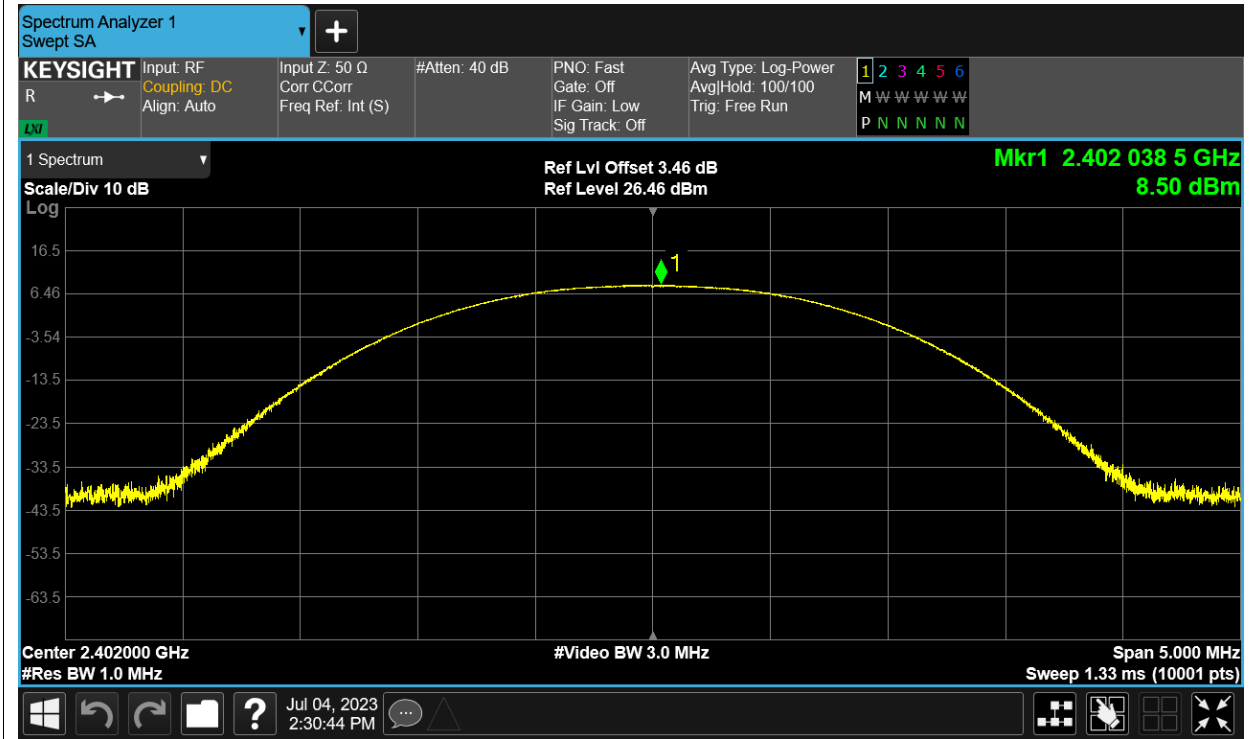 Spectrum Analyzer 1
Swept SA
KEYSIGHT
R
LXI
Input: RF
Coupling: DC
Align: Auto
Input Z: 50 Ω
Corr CCorr
Freq Ref: Int (S)
#Atten: 40 dB
PNO: Fast
Gate: Off
IF Gain: Low
Sig Track: Off
Avg Type: Log-Power
Avg|Hold: 100/100
Trig: Free Run
1 2 3 4 5 6
M W W W W W
P N N N N N
1 Spectrum
Scale/Div 10 dB
Ref Lvl Offset 3.46 dB
Ref Level 26.46 dBm
Mkr1 2.402 038 5 GHz
8.50 dBm
Log
1
16.5
6.46
-3.54
-13.5
-23.5
-33.5
-43.5
-53.5
-63.5
Center 2.402000 GHz
#Video BW 3.0 MHz
Span 5.000 MHz
#Res BW 1.0 MHz
Sweep 1.33 ms (10001 pts)
?
Jul 04, 2023
2:30:44 PM